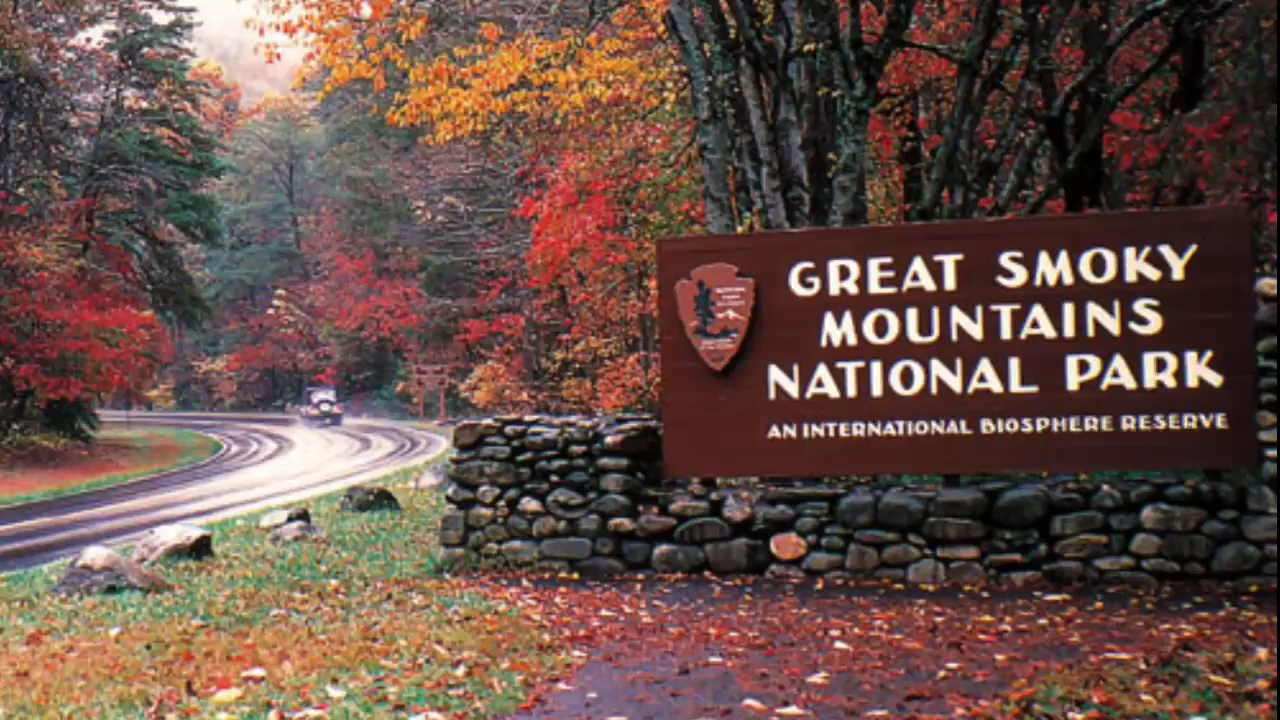 GREAT SMOKY
MOUNTAINS
NATIONAL PARK
AN INTERNATIONAL BIOSPHERE RESERVE